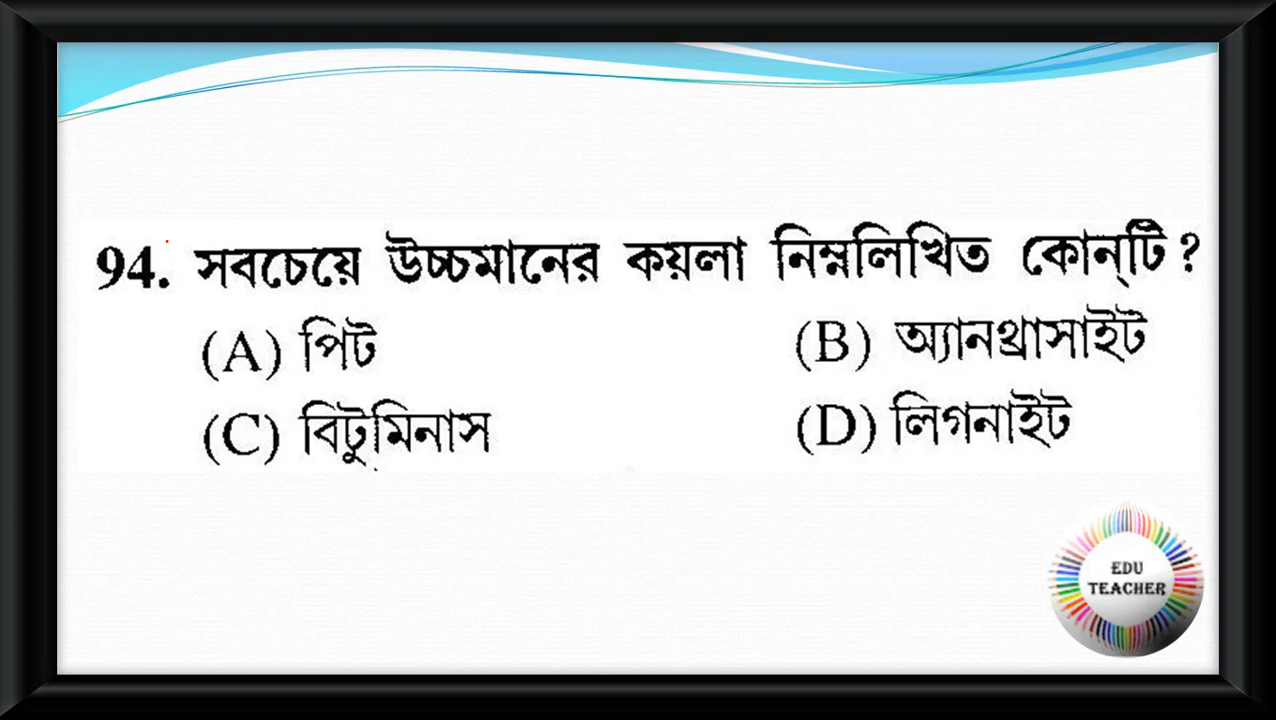 94. সবচেয়ে উচ্চমানের কয়লা নিম্নলিখিত কোন্‌টি ?
(A) পিট (B) অ্যানথ্রাসাইট
(C) বিটুমিনাস (D) লিগনাইট
EDU
TEACHER